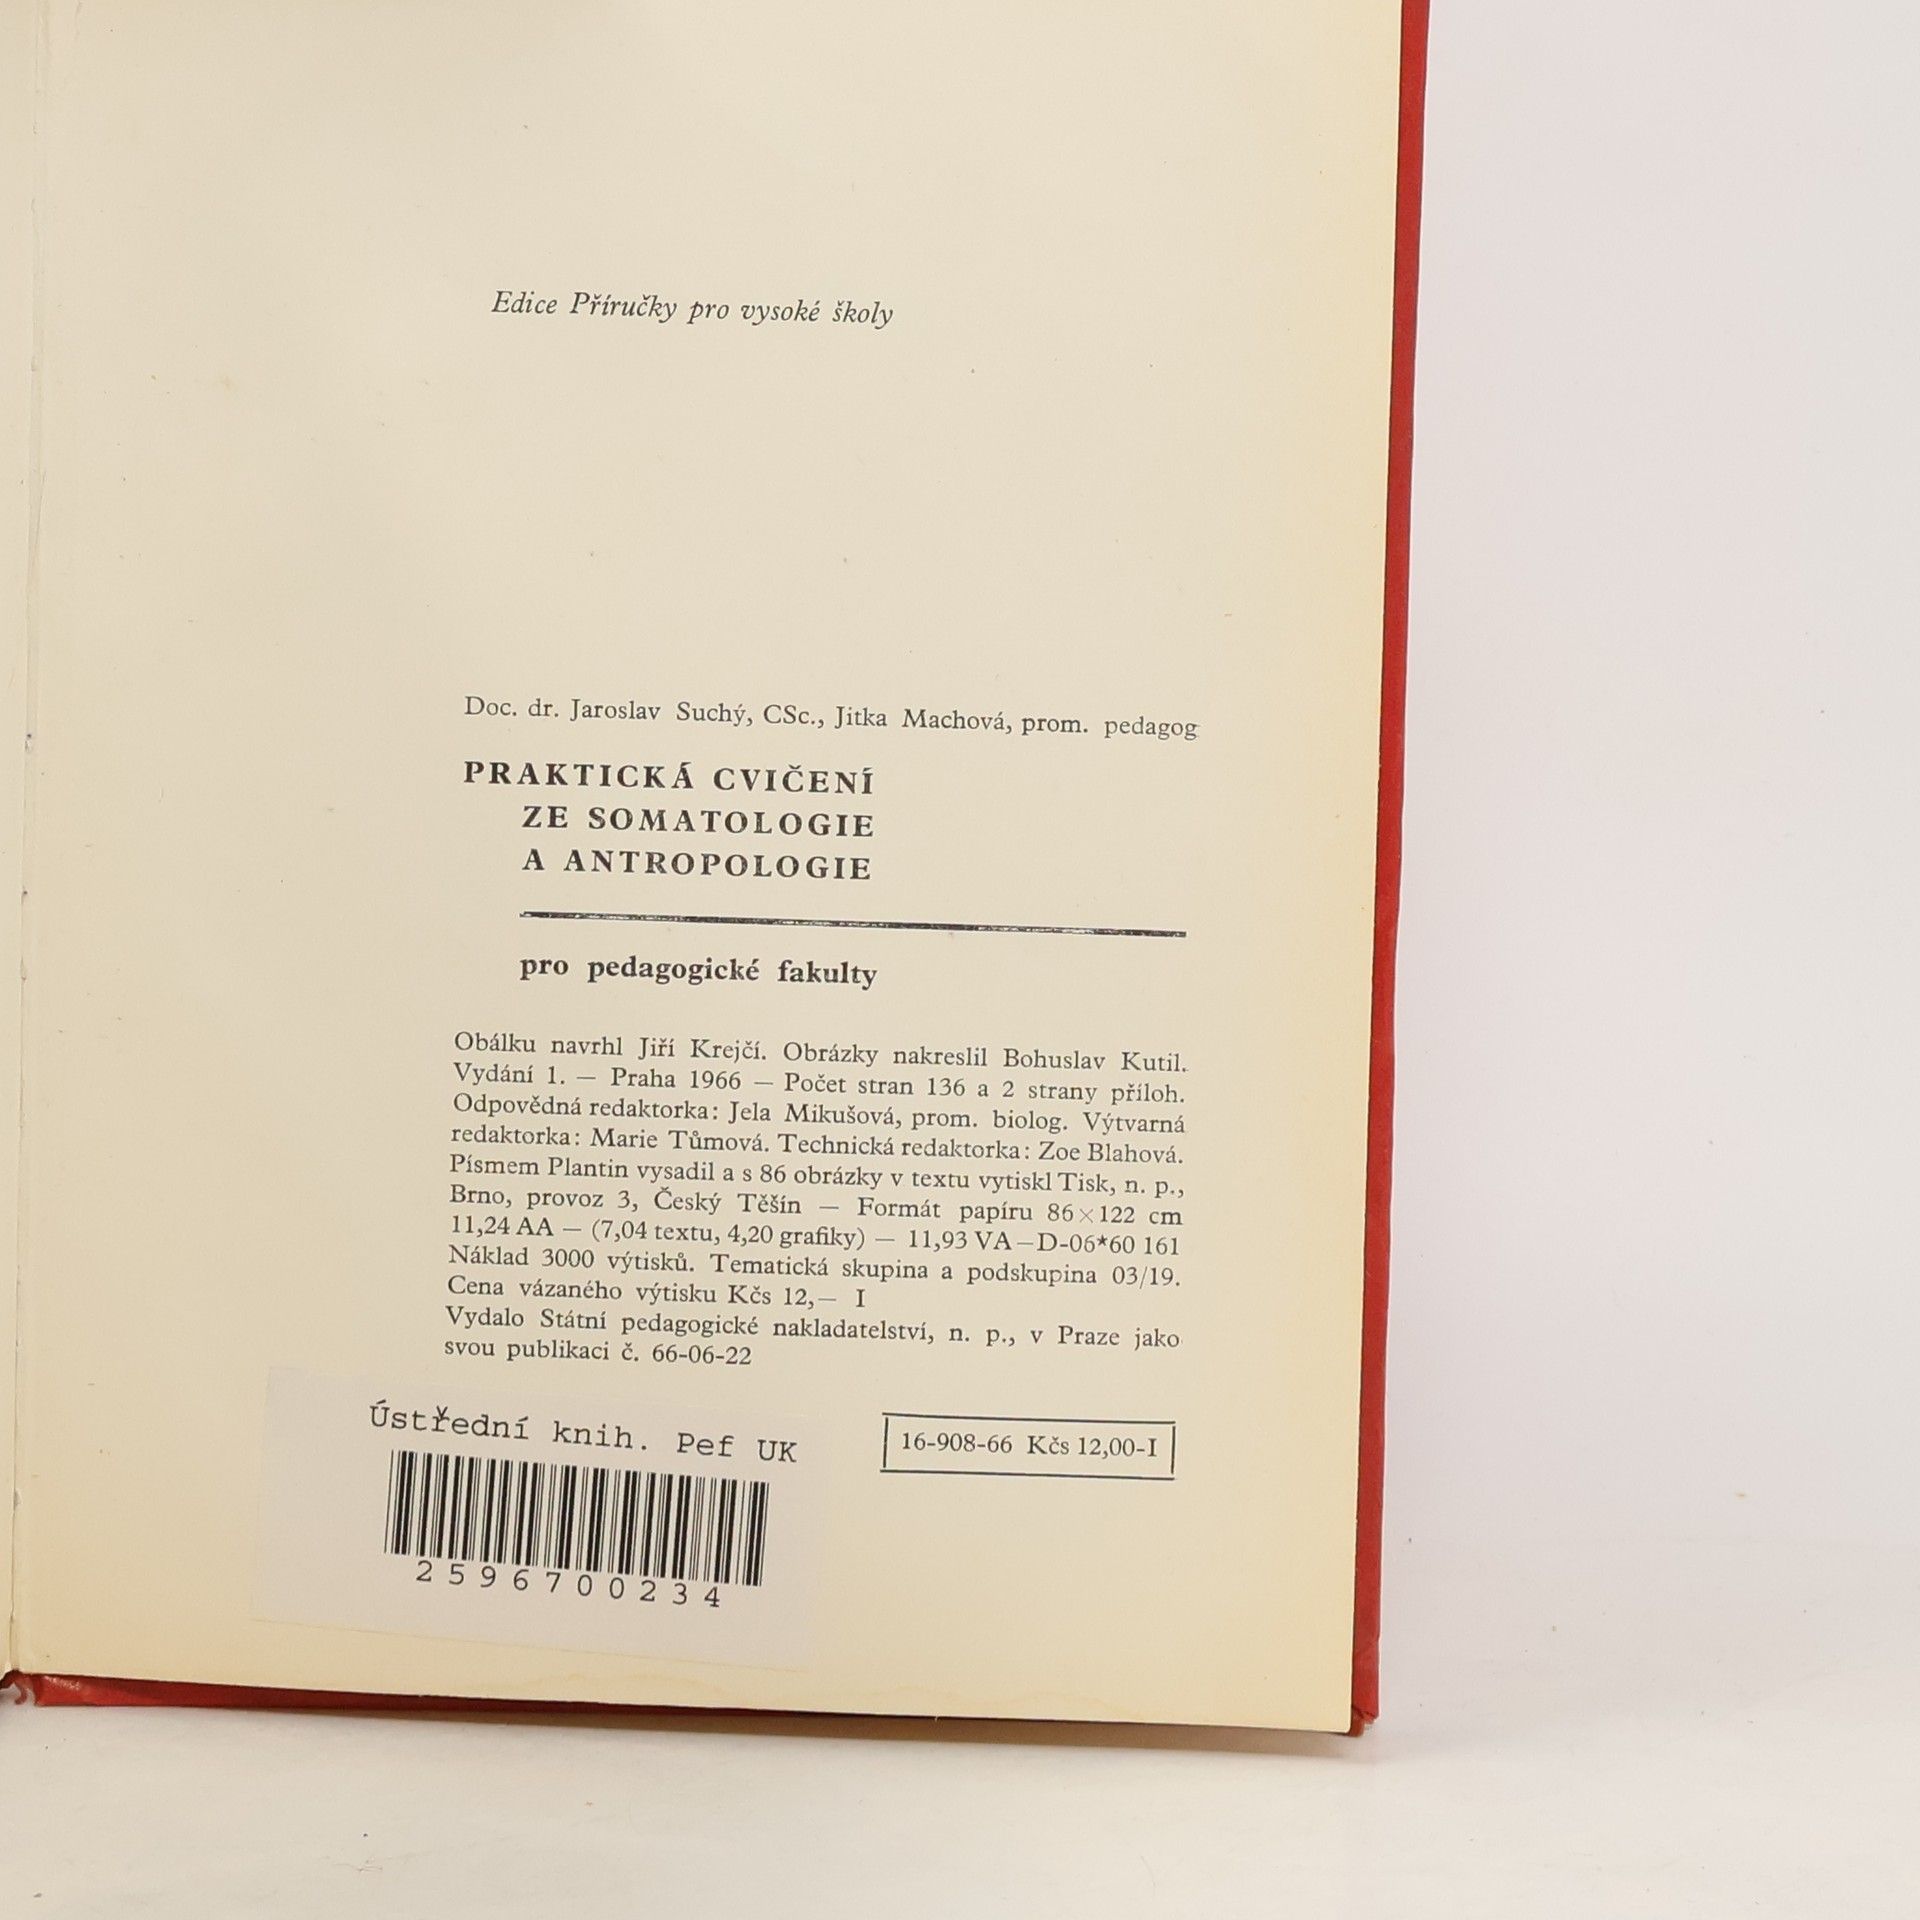 Edice Příručky pro vysoké školy
Doc. dr. Jaroslav Suchý, CSc., Jitka Machová, prom. pedagog
PRAKTICKÁ CVIČENÍ
ZE SOMATOLOGIE
A ANTROPOLOGIE
pro pedagogické fakulty
Obálku navrhl Jiří Krejčí. Obrázky nakreslil Bohuslav Kutil.
Vydání 1. — Praha 1966 — Počet stran 136 a 2 strany příloh.
Odpovědná redaktorka: Jela Mikušová, prom. biolog. Výtvarná
redaktorka: Marie Tůmová. Technická redaktorka: Zoe Blahová.
Písmem Plantin vysadil a s 86 obrázky v textu vytiskl Tisk, n. p.,
Brno, provoz 3, Český Těšín — Formát papíru 86×122 cm
11,24 AA — (7,04 textu, 4,20 grafiky) — 11,93 VA—D-06*60 161
Náklad 3000 výtisků. Tematická skupina a podskupina 03/19.
Cena vázaného výtisku Kčs 12,— I
Vydalo Státní pedagogické nakladatelství, n. p., v Praze jako
svou publikaci č. 66-06-22
Ústřední knih. Pef UK
16-908-66 Kčs 12,00-I
2596700234